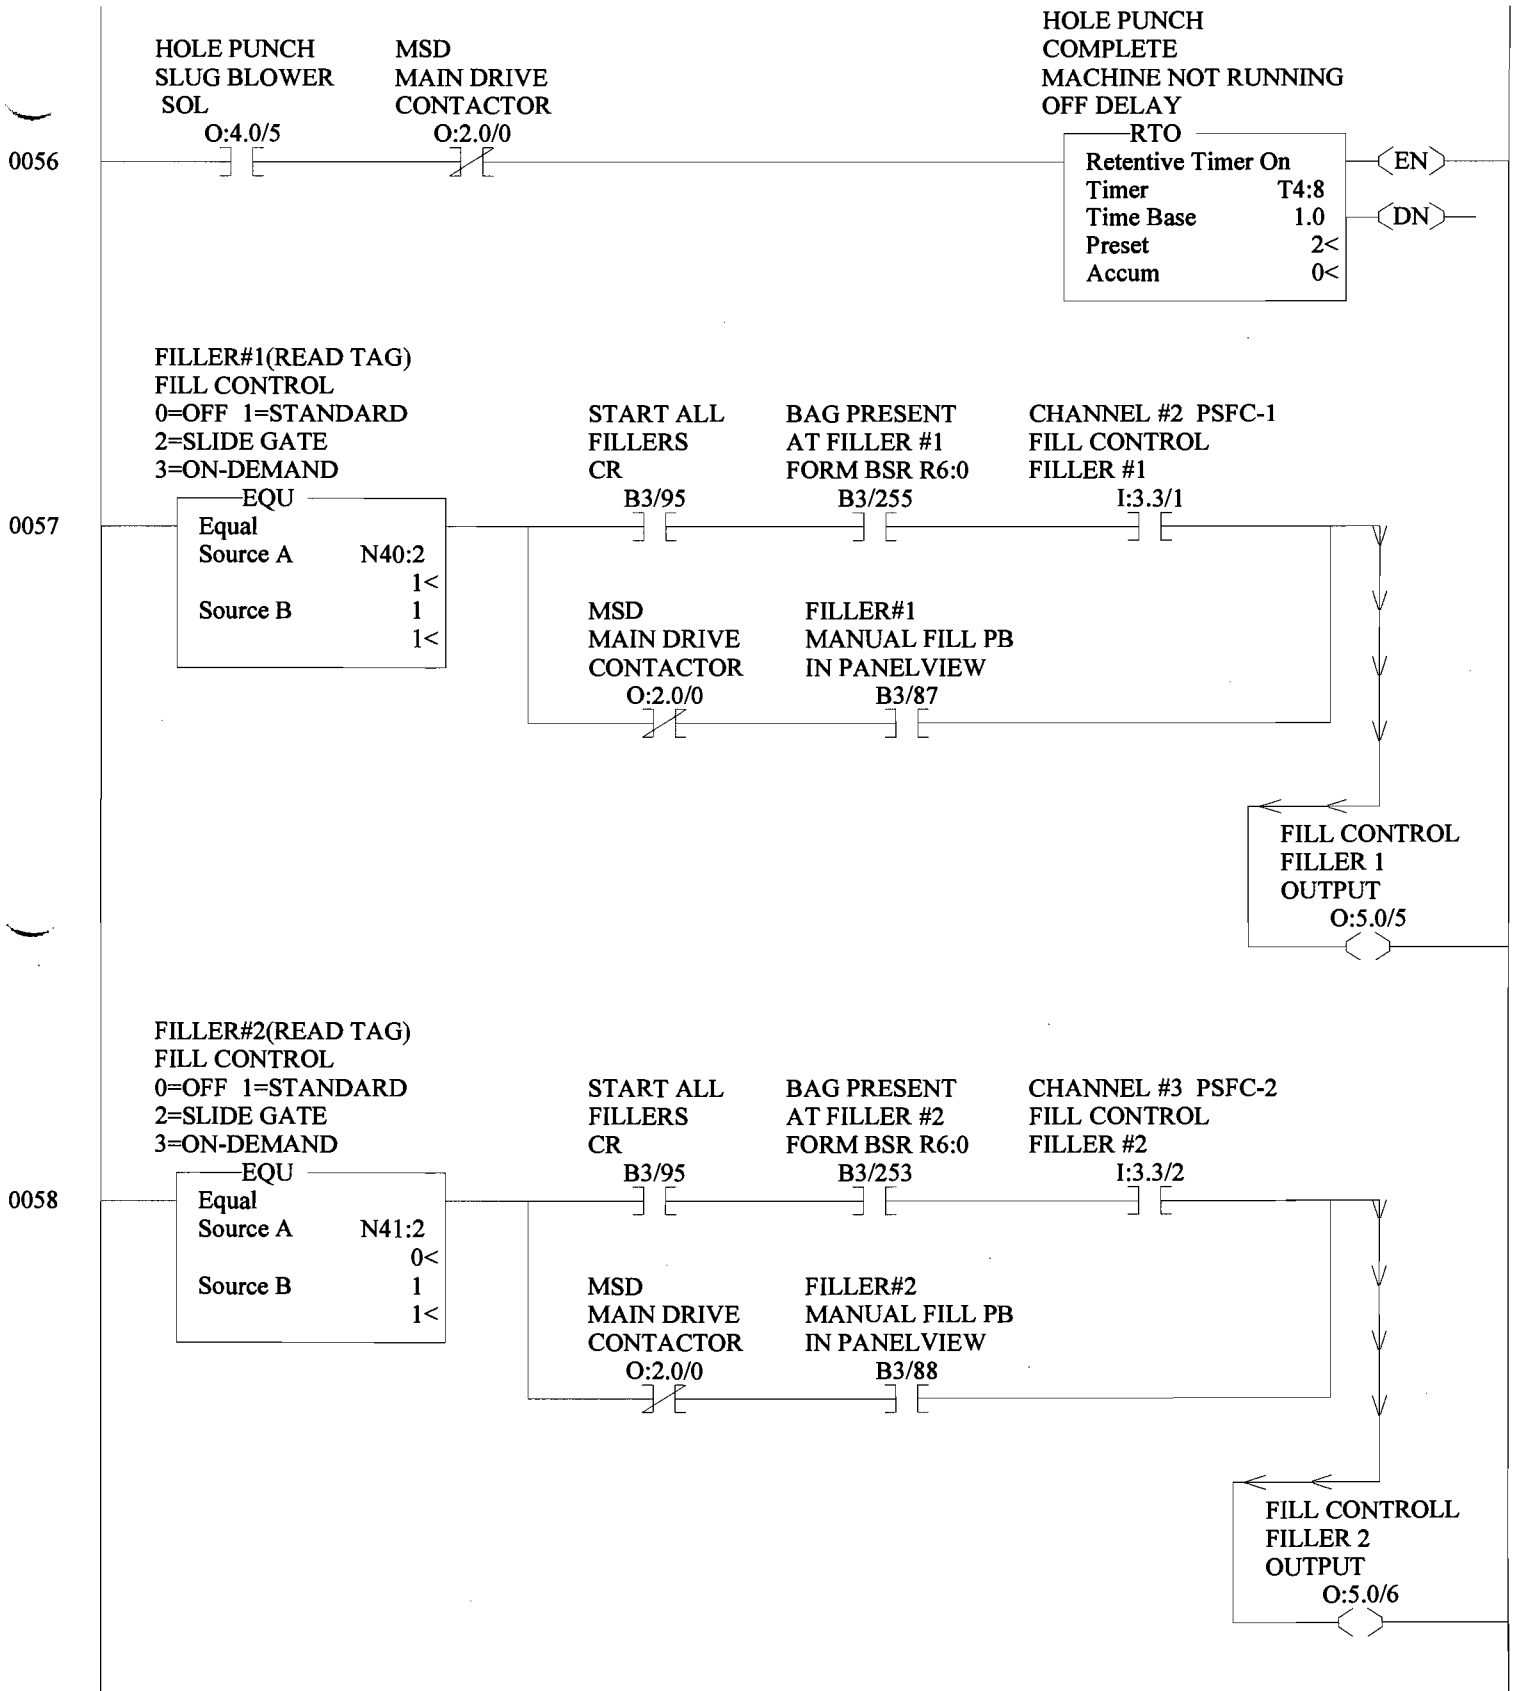 HOLE PUNCH
SLUG BLOWER
SOL
O:4.0/5
MSD
MAIN DRIVE
CONTACTOR
O:2.0/0
HOLE PUNCH
COMPLETE
MACHINE NOT RUNNING
OFF DELAY
0056
RTO
Retentive Timer On
Timer T4:8
Time Base 1.0
Preset 2<
Accum 0<
EN
DN
FILLER#1(READ TAG)
FILL CONTROL
0=OFF 1=STANDARD
2=SLIDE GATE
3=ON-DEMAND
0057
EQU
Equal
Source A N40:2
1<
Source B 1
1<
START ALL
FILLERS
CR
B3/95
BAG PRESENT
AT FILLER #1
FORM BSR R6:0
B3/255
CHANNEL #2 PSFC-1
FILL CONTROL
FILLER #1
I:3.3/1
MSD
MAIN DRIVE
CONTACTOR
O:2.0/0
FILLER#1
MANUAL FILL PB
IN PANELVIEW
B3/87
FILL CONTROL
FILLER 1
OUTPUT
O:5.0/5
FILLER#2(READ TAG)
FILL CONTROL
0=OFF 1=STANDARD
2=SLIDE GATE
3=ON-DEMAND
0058
EQU
Equal
Source A N41:2
0<
Source B 1
1<
START ALL
FILLERS
CR
B3/95
BAG PRESENT
AT FILLER #2
FORM BSR R6:0
B3/253
CHANNEL #3 PSFC-2
FILL CONTROL
FILLER #2
I:3.3/2
MSD
MAIN DRIVE
CONTACTOR
O:2.0/0
FILLER#2
MANUAL FILL PB
IN PANELVIEW
B3/88
FILL CONTROLL
FILLER 2
OUTPUT
O:5.0/6